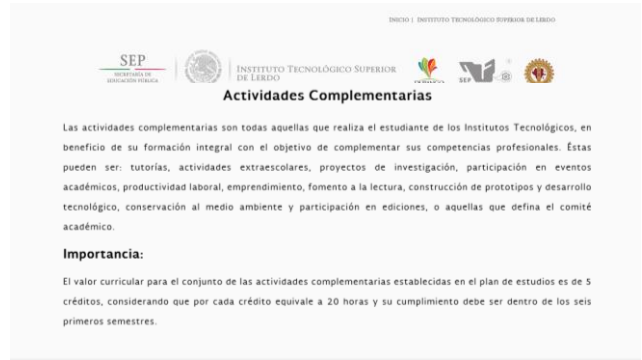 INICIO | INSTITUTO TECNOLÓGICO SUPERIOR DE LERDO
SEP
SECRETARÍA DE
EDUCACIÓN PÚBLICA
INSTITUTO TECNOLÓGICO SUPERIOR
DE LERDO
SEP
Actividades Complementarias
Las actividades complementarias son todas aquellas que realiza el estudiante de los Institutos Tecnológicos, en
beneficio de su formación integral con el objetivo de complementar sus competencias profesionales. Éstas
pueden ser: tutorías, actividades extraescolares, proyectos de investigación, participación en eventos
académicos, productividad laboral, emprendimiento, fomento a la lectura, construcción de prototipos y desarrollo
tecnológico, conservación al medio ambiente y participación en ediciones, o aquellas que defina el comité
académico.
Importancia:
El valor curricular para el conjunto de las actividades complementarias establecidas en el plan de estudios es de 5
créditos, considerando que por cada crédito equivale a 20 horas y su cumplimiento debe ser dentro de los seis
primeros semestres.